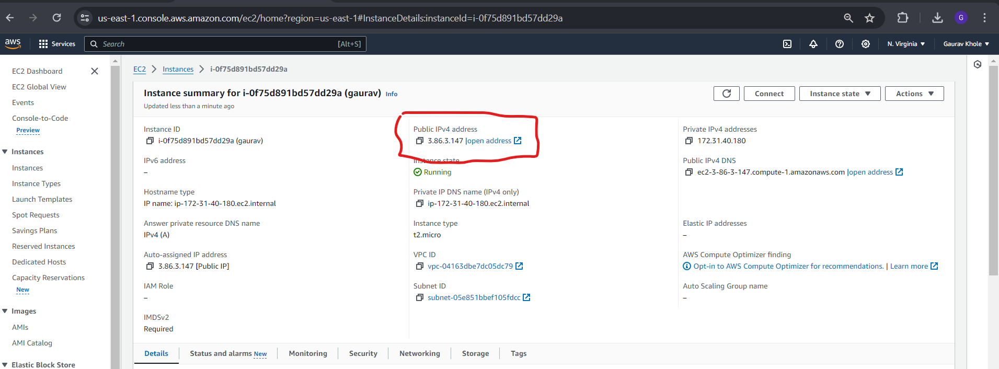 us-east-1.console.aws.amazon.com/ec2/home?region=us-east-1#InstanceDetails:instanceId=i-0f75d891bd57dd29a
G
aws
Services
Search
[Alt+S]
N. Virginia
Gaurav Khole
EC2 Dashboard
EC2 Global View
Events
Console-to-Code
Preview
Instances
Instances
Instance Types
Launch Templates
Spot Requests
Savings Plans
Reserved Instances
Dedicated Hosts
Capacity Reservations
New
Images
AMIs
AMI Catalog
Elastic Block Store
EC2 > Instances > i-0f75d891bd57dd29a
Instance summary for i-0f75d891bd57dd29a (gaurav) Info
Updated less than a minute ago
Connect
Instance state
Actions
Instance ID
i-0f75d891bd57dd29a (gaurav)
Public IPv4 address
3.86.3.147 |open address
Private IPv4 addresses
172.31.40.180
IPv6 address
–
Instance state
Running
Public IPv4 DNS
ec2-3-86-3-147.compute-1.amazonaws.com |open address
Hostname type
IP name: ip-172-31-40-180.ec2.internal
Private IP DNS name (IPv4 only)
ip-172-31-40-180.ec2.internal
Answer private resource DNS name
IPv4 (A)
Instance type
t2.micro
Elastic IP addresses
–
Auto-assigned IP address
3.86.3.147 [Public IP]
VPC ID
vpc-04163dbe7dc05dc79
AWS Compute Optimizer finding
Opt-in to AWS Compute Optimizer for recommendations. | Learn more
IAM Role
–
Subnet ID
subnet-05e851bbef105fdcc
Auto Scaling Group name
–
IMDSv2
Required
Details
Status and alarms New
Monitoring
Security
Networking
Storage
Tags